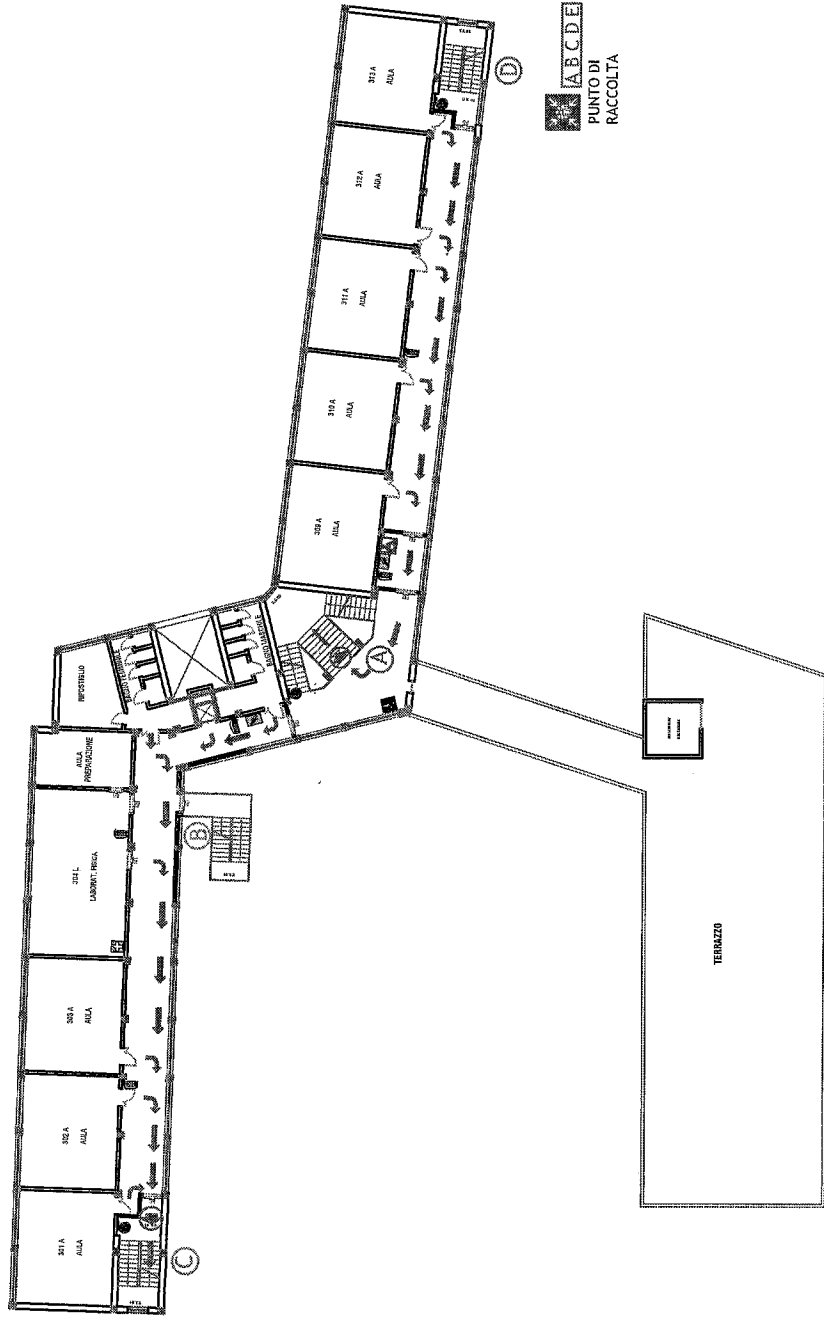 313 A
AULA
312 A
AULA
311 A
AULA
310 A
AULA
309 A
AULA
D
A B C D E
PUNTO DI
RACCOLTA
RIPOSTIGLIO
A
AULA
PREPARAZIONE
304 L
LABORAT. FISICA
B
303 A
AULA
302 A
AULA
301 A
AULA
C
TERRAZZO